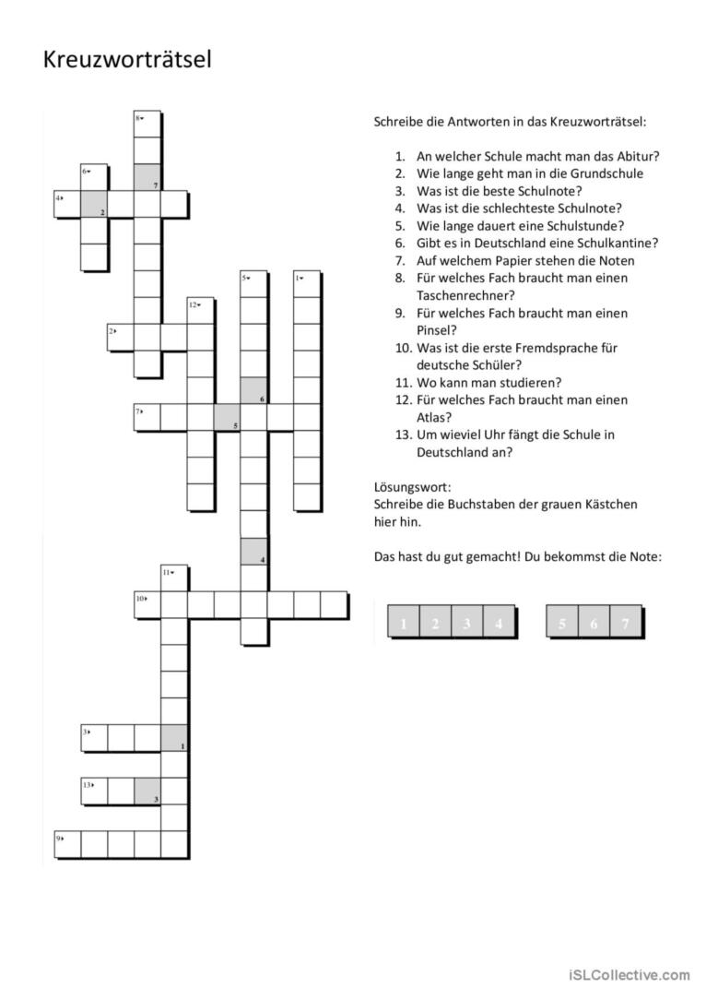 Kreuzworträtsel
Schreibe die Antworten in das Kreuzworträtsel:
1. An welcher Schule macht man das Abitur?
2. Wie lange geht man in die Grundschule
3. Was ist die beste Schulnote?
4. Was ist die schlechteste Schulnote?
5. Wie lange dauert eine Schulstunde?
6. Gibt es in Deutschland eine Schulkantine?
7. Auf welchem Papier stehen die Noten
8. Für welches Fach braucht man einen
Taschenrechner?
9. Für welches Fach braucht man einen
Pinsel?
10. Was ist die erste Fremdsprache für
deutsche Schüler?
11. Wo kann man studieren?
12. Für welches Fach braucht man einen
Atlas?
13. Um wieviel Uhr fängt die Schule in
Deutschland an?
Lösungswort:
Schreibe die Buchstaben der grauen Kästchen
hier hin.
Das hast du gut gemacht! Du bekommst die Note:
1 2 3 4 5 6 7
8
6
7
4
2
5
1
12
2
6
7
5
4
11
10
3
1
13
3
9
iSLCollective.com